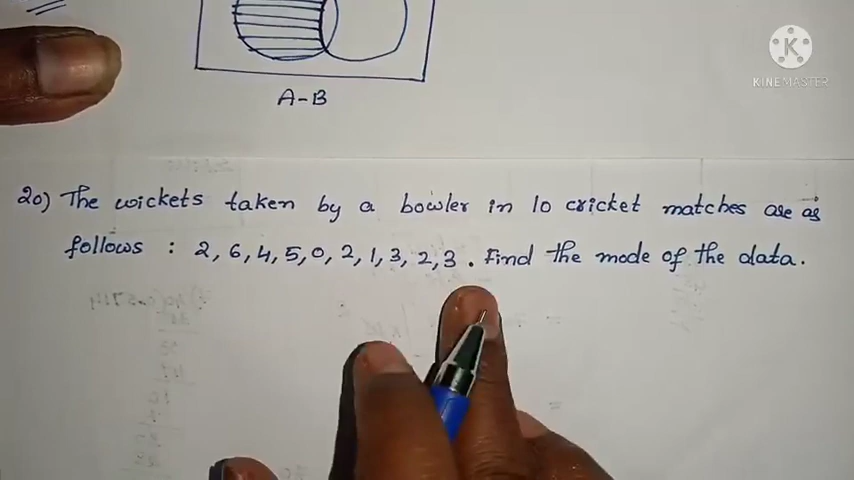 A-B
K
KINEMASTER
20) The wickets taken by a bowler in 10 cricket matches are as
follows : 2, 6, 4, 5, 0, 2, 1, 3, 2, 3. Find the mode of the data.